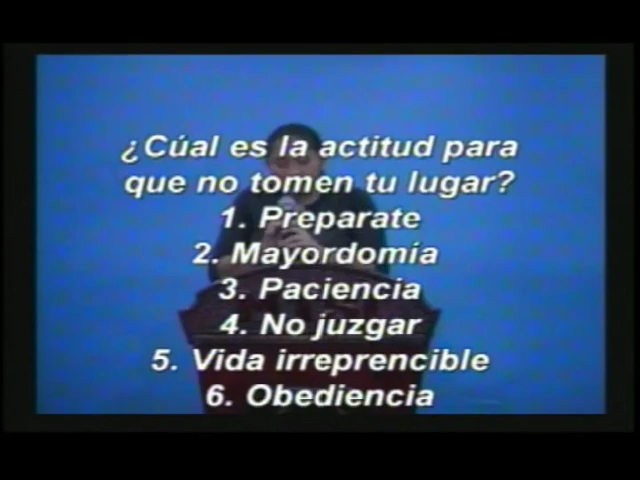 ¿Cúal es la actitud para
que no tomen tu lugar?
1. Preparate
2. Mayordomía
3. Paciencia
4. No juzgar
5. Vida irreprencible
6. Obediencia